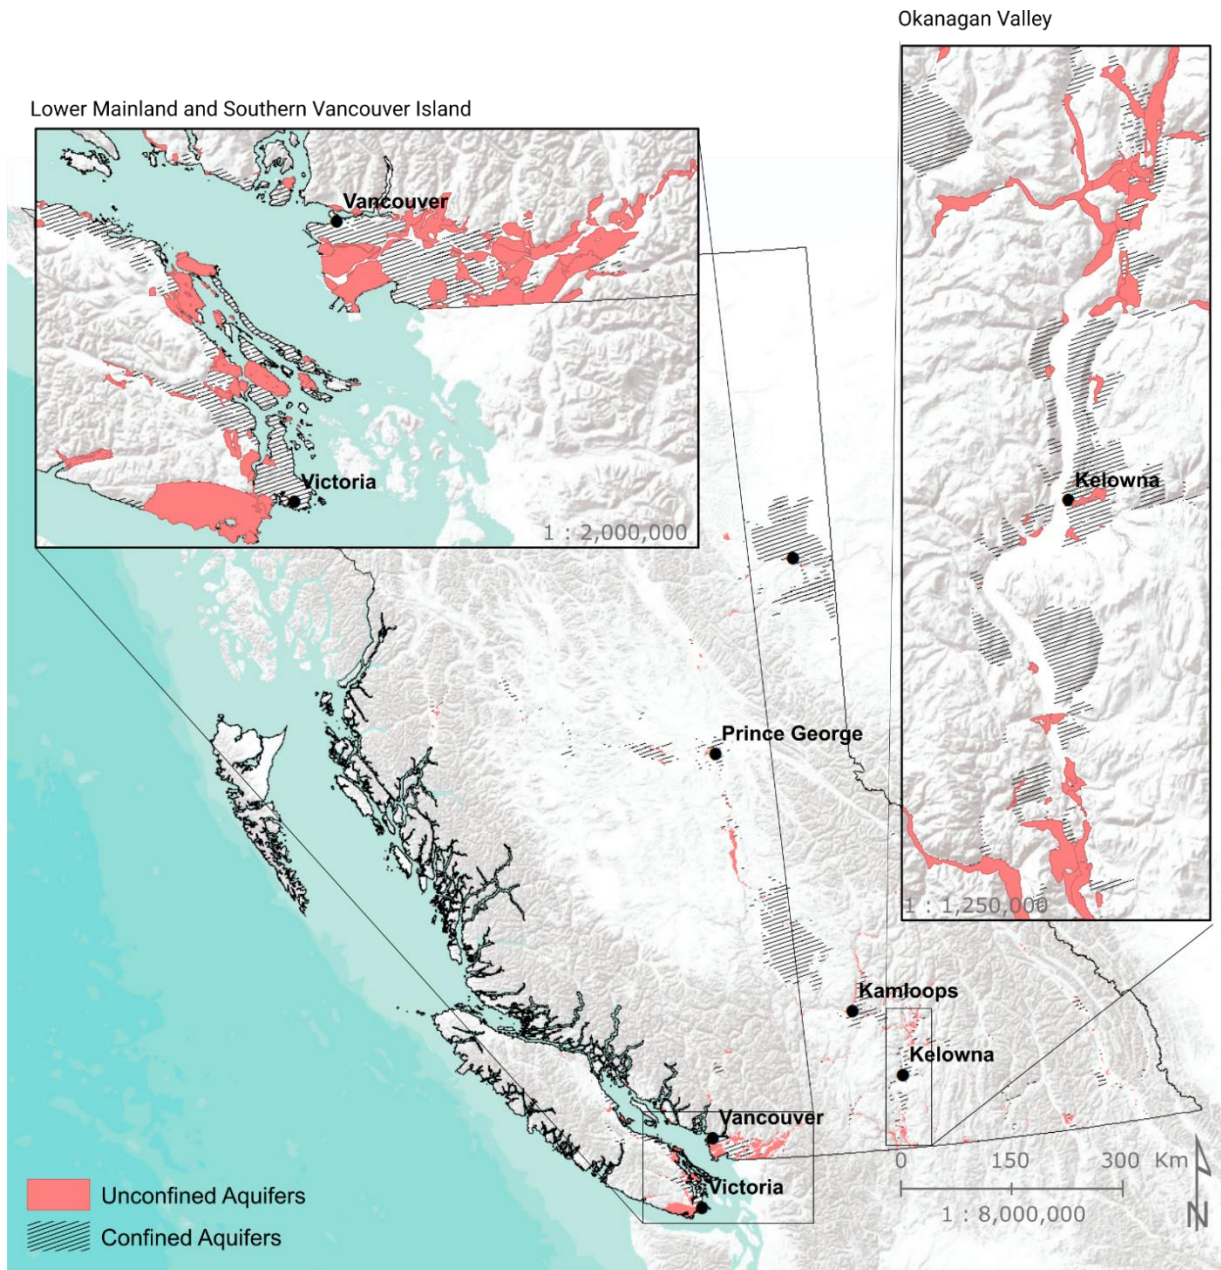 Okanagan Valley
Lower Mainland and Southern Vancouver Island
Vancouver
Victoria
1 : 2,000,000
Kelowna
1 : 1,250,000
Prince George
Kamloops
Kelowna
Vancouver
Victoria
0 150 300 Km
1 : 8,000,000
N
Unconfined Aquifers
Confined Aquifers